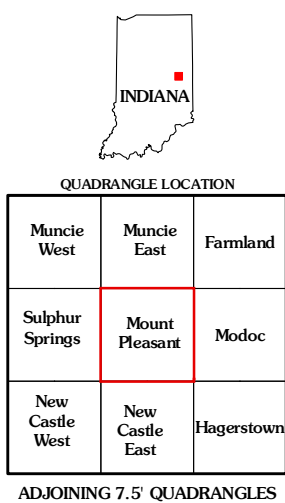 INDIANA
QUADRANGLE LOCATION
Muncie
West
Muncie
East
Farmland
Sulphur
Springs
Mount
Pleasant
Modoc
New
Castle
West
New
Castle
East
Hagerstown
ADJOINING 7.5' QUADRANGLES